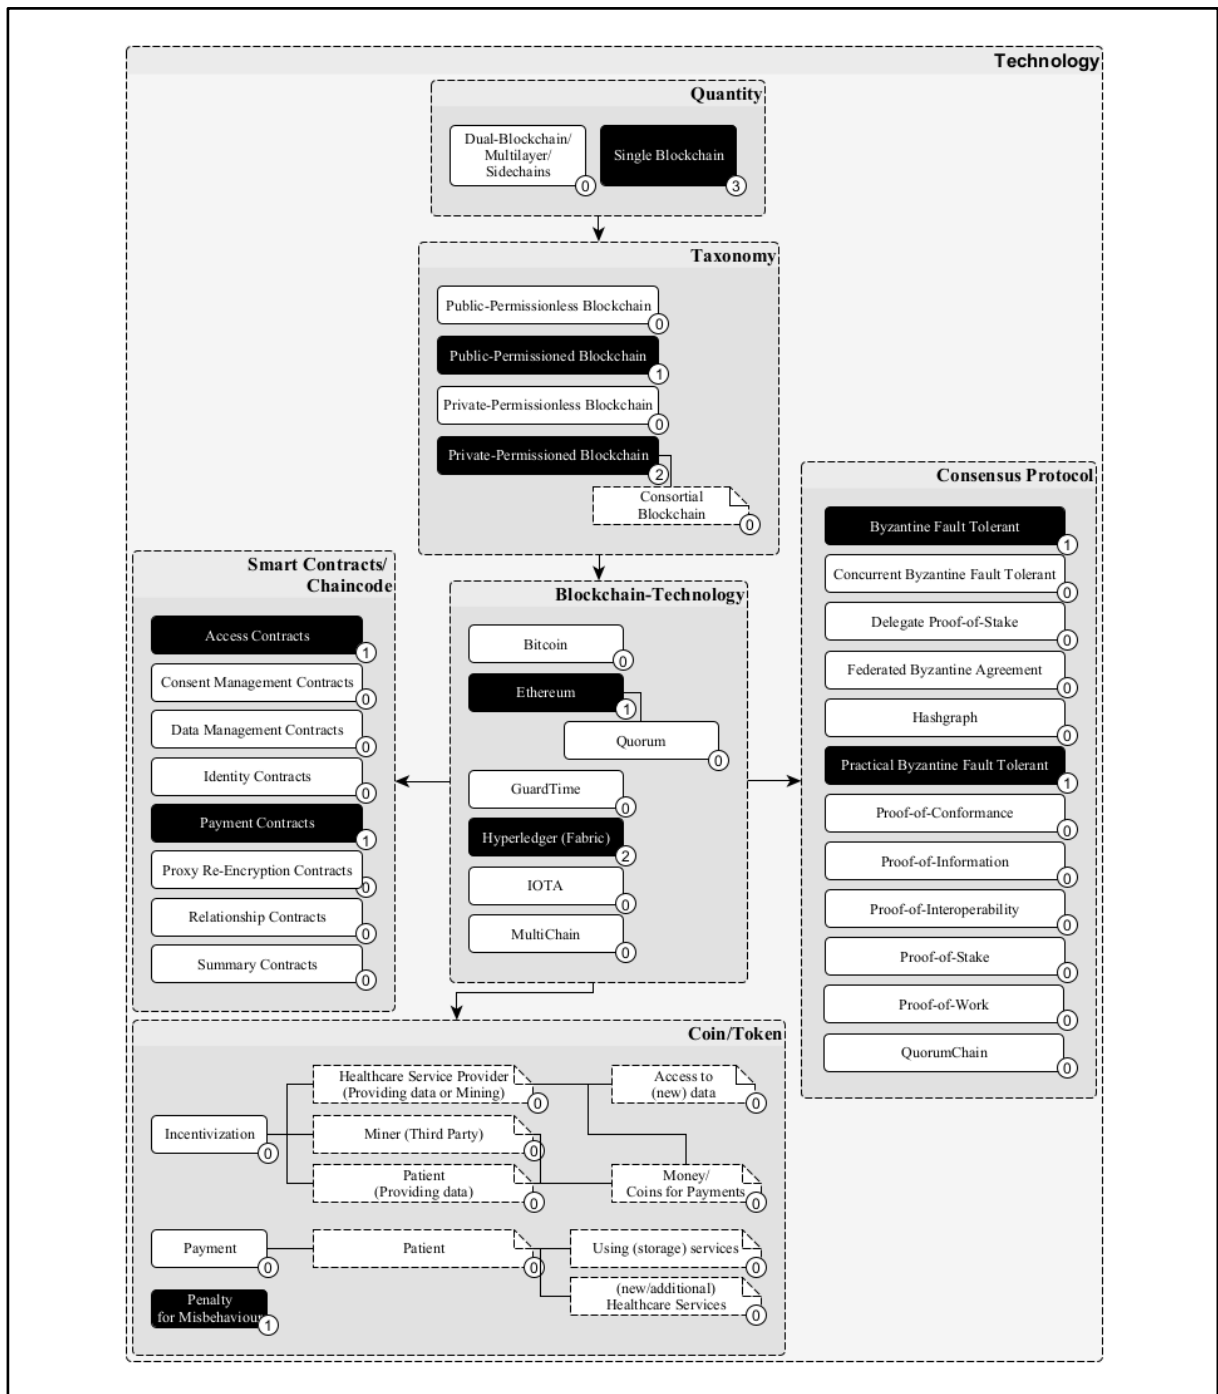 Technology
Quantity
Dual-Blockchain/
Multilayer/
Sidechains
0
Single Blockchain
3
Taxonomy
Public-Permissionless Blockchain
0
Public-Permissioned Blockchain
1
Private-Permissionless Blockchain
0
Private-Permissioned Blockchain
2
Consortial
Blockchain
0
Consensus Protocol
Byzantine Fault Tolerant
1
Concurrent Byzantine Fault Tolerant
0
Delegate Proof-of-Stake
0
Federated Byzantine Agreement
0
Hashgraph
0
Practical Byzantine Fault Tolerant
1
Proof-of-Conformance
0
Proof-of-Information
0
Proof-of-Interoperability
0
Proof-of-Stake
0
Proof-of-Work
0
QuorumChain
0
Smart Contracts/
Chaincode
Access Contracts
1
Consent Management Contracts
0
Data Management Contracts
0
Identity Contracts
0
Payment Contracts
1
Proxy Re-Encryption Contracts
0
Relationship Contracts
0
Summary Contracts
0
Blockchain-Technology
Bitcoin
0
Ethereum
1
Quorum
0
GuardTime
0
Hyperledger (Fabric)
2
IOTA
0
MultiChain
0
Coin/Token
Incentivization
0
Healthcare Service Provider
(Providing data or Mining)
0
Miner (Third Party)
0
Patient
(Providing data)
0
Access to
(new) data
0
Money/
Coins for Payments
0
Payment
0
Patient
0
Using (storage) services
0
(new/additional)
Healthcare Services
0
Penalty
for Misbehaviour
1